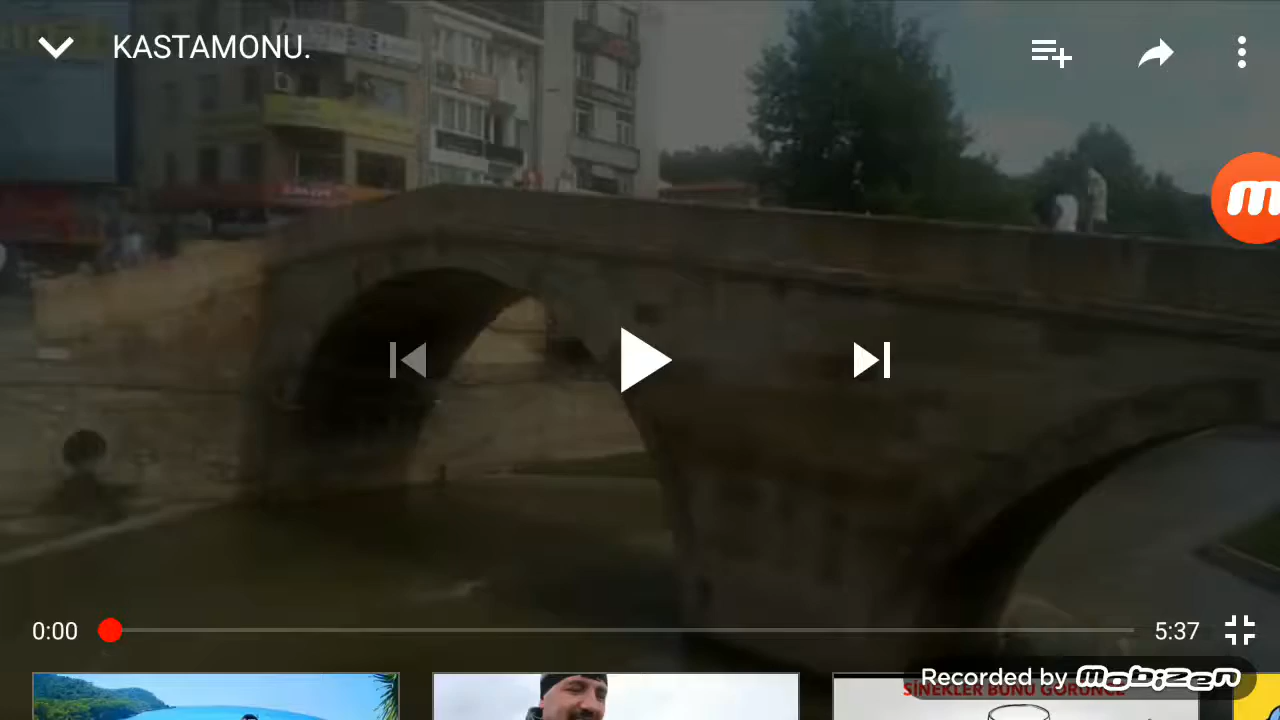 KASTAMONU.
0:00
5:37
Recorded by mobizen
SİNEKLER BUNU GÖRÜNCE